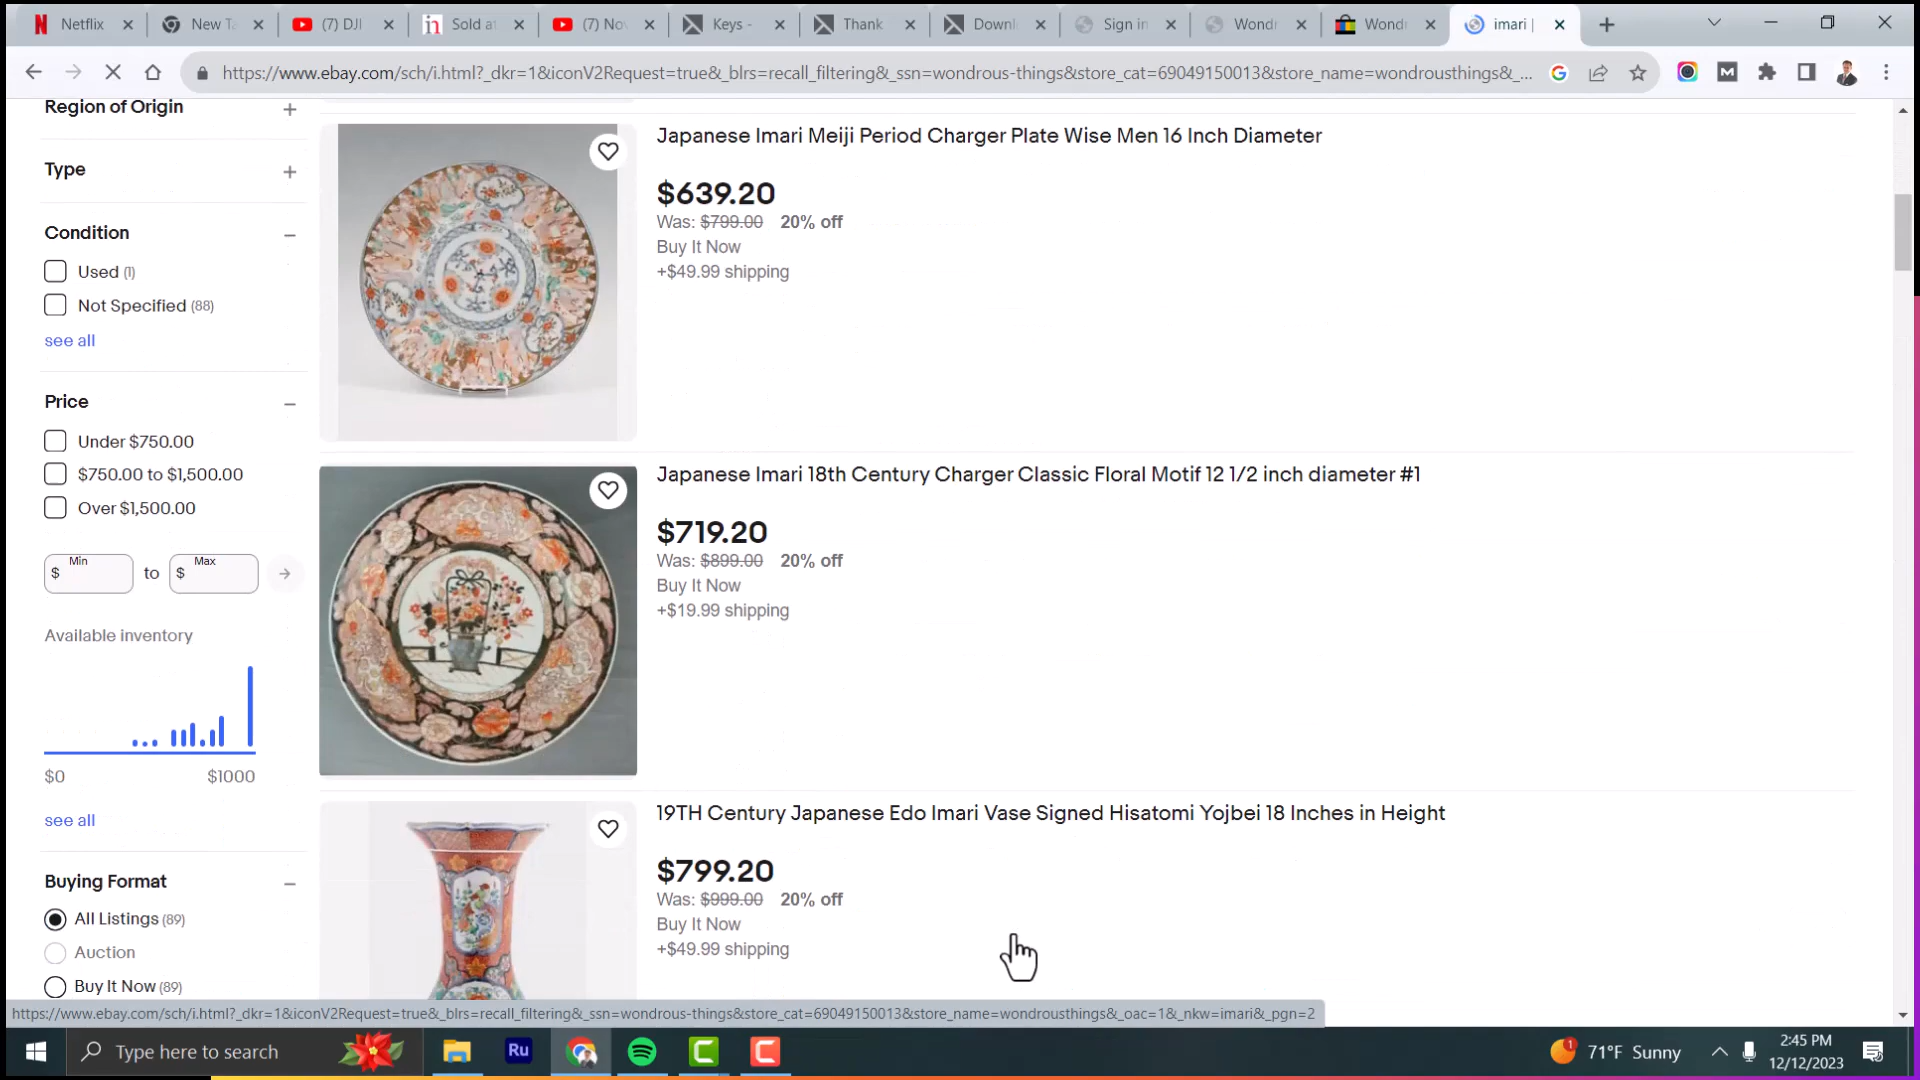 Netflix
New Ta
(7) DJI
Sold at
(7) Nov
Keys -
Thank
Downl
Sign in
Wondr
Wond
imari |
https://www.ebay.com/sch/i.html?_dkr=1&iconV2Request=true&_blrs=recall_filtering&_ssn=wondrous-things&store_cat=69049150013&store_name=wondrousthings&_...
Region of Origin
Type
Condition
Used (1)
Not Specified (88)
see all
Price
Under $750.00
$750.00 to $1,500.00
Over $1,500.00
$ Min to $ Max
Available inventory
$0 $1000
see all
Buying Format
All Listings (89)
Auction
Buy It Now (89)
Japanese Imari Meiji Period Charger Plate Wise Men 16 Inch Diameter
$639.20
Was: $799.00 20% off
Buy It Now
+$49.99 shipping
Japanese Imari 18th Century Charger Classic Floral Motif 12 1/2 inch diameter #1
$719.20
Was: $899.00 20% off
Buy It Now
+$19.99 shipping
19TH Century Japanese Edo Imari Vase Signed Hisatomi Yojbei 18 Inches in Height
$799.20
Was: $999.00 20% off
Buy It Now
+$49.99 shipping
https://www.ebay.com/sch/i.html?_dkr=1&iconV2Request=true&_blrs=recall_filtering&_ssn=wondrous-things&store_cat=69049150013&store_name=wondrousthings&_oac=1&_nkw=imari&_pgn=2
Type here to search
Ru
1
71°F Sunny
2:45 PM
12/12/2023